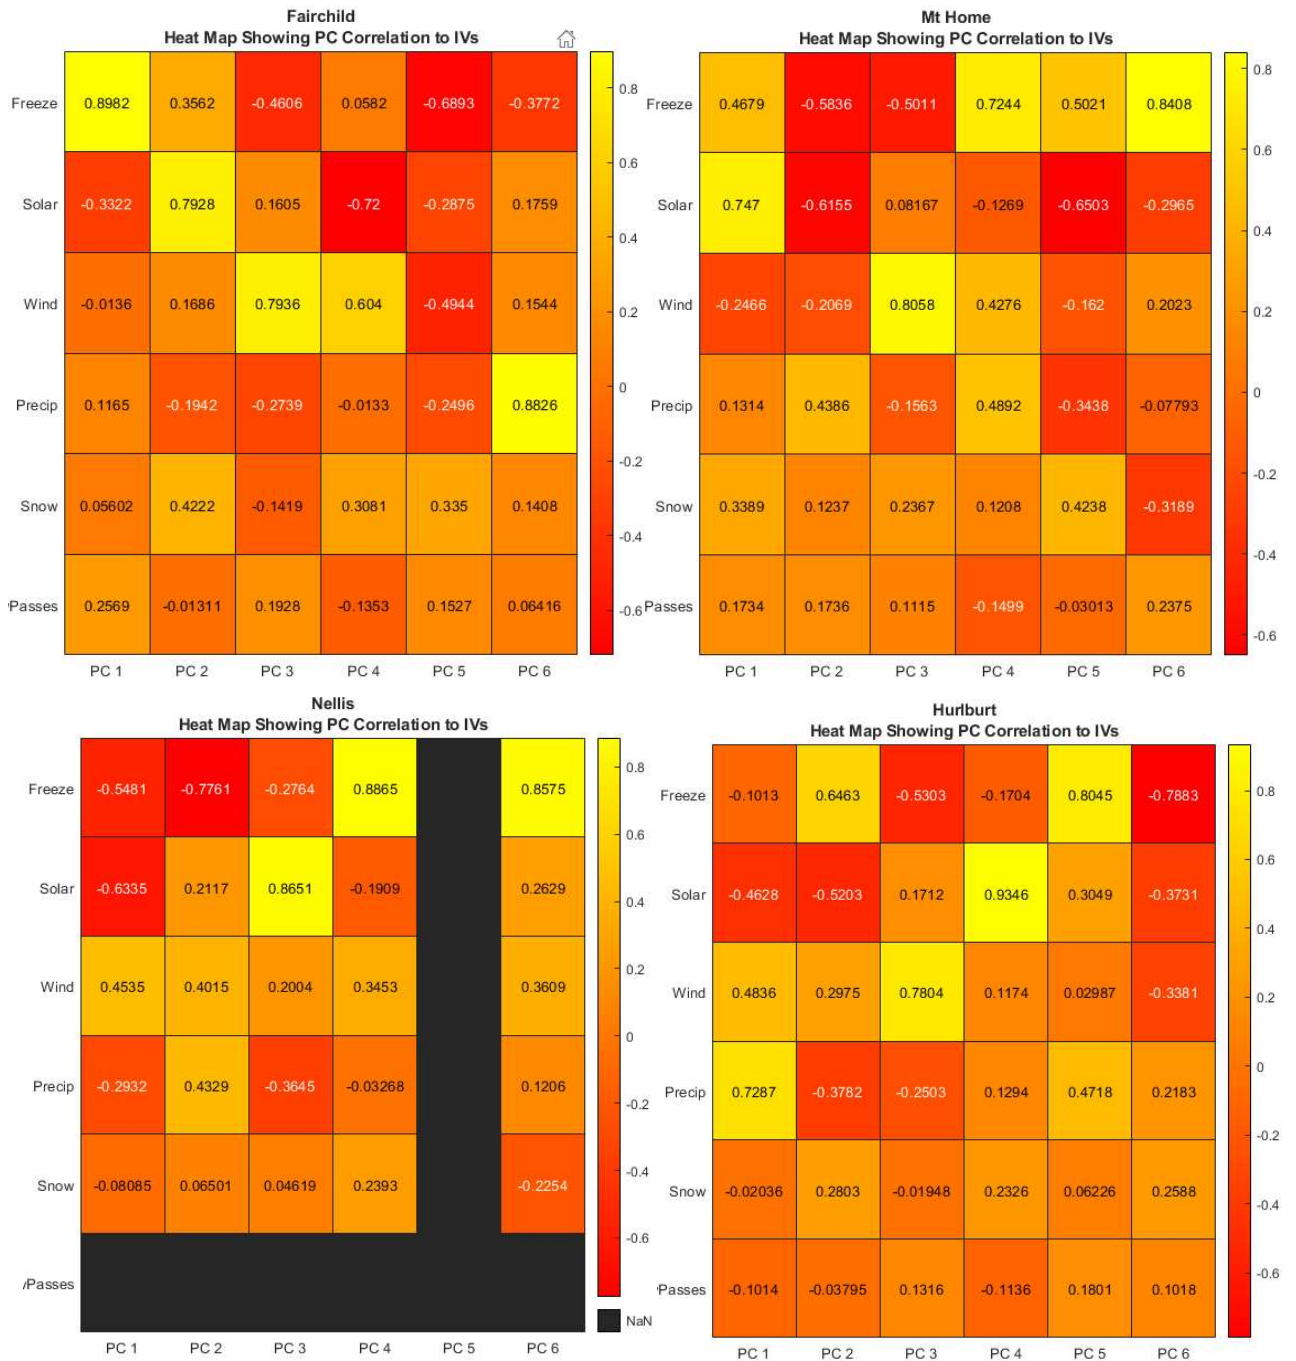 Fairchild
Heat Map Showing PC Correlation to IVs
Freeze 0.8982 0.3562 -0.4606 0.0582 -0.6893 -0.3772
Solar -0.3322 0.7928 0.1605 -0.72 -0.2875 0.1759
Wind -0.0136 0.1686 0.7936 0.604 -0.4944 0.1544
Precip 0.1165 -0.1942 -0.2739 -0.0133 -0.2496 0.8826
Snow 0.05602 0.4222 -0.1419 0.3081 0.335 0.1408
Passes 0.2569 -0.01311 0.1928 -0.1353 0.1527 0.06416
PC 1 PC 2 PC 3 PC 4 PC 5 PC 6
0.8
0.6
0.4
0.2
0
-0.2
-0.4
-0.6
Mt Home
Heat Map Showing PC Correlation to IVs
Freeze 0.4679 -0.5836 -0.5011 0.7244 0.5021 0.8408
Solar 0.747 -0.6155 0.08167 -0.1269 -0.6503 -0.2965
Wind -0.2466 -0.2069 0.8058 0.4276 -0.162 0.2023
Precip 0.1314 0.4386 -0.1563 0.4892 -0.3438 -0.07793
Snow 0.3389 0.1237 0.2367 0.1208 0.4238 -0.3189
Passes 0.1734 0.1736 0.1115 -0.1499 -0.03013 0.2375
PC 1 PC 2 PC 3 PC 4 PC 5 PC 6
0.8
0.6
0.4
0.2
0
-0.2
-0.4
-0.6
Nellis
Heat Map Showing PC Correlation to IVs
Freeze -0.5481 -0.7761 -0.2764 0.8865 0.8575
Solar -0.6335 0.2117 0.8651 -0.1909 0.2629
Wind 0.4535 0.4015 0.2004 0.3453 0.3609
Precip -0.2932 0.4329 -0.3645 -0.03268 0.1206
Snow -0.08085 0.06501 0.04619 0.2393 -0.2254
Passes
PC 1 PC 2 PC 3 PC 4 PC 5 PC 6
0.8
0.6
0.4
0.2
0
-0.2
-0.4
-0.6
NaN
Hurlburt
Heat Map Showing PC Correlation to IVs
Freeze -0.1013 0.6463 -0.5303 -0.1704 0.8045 -0.7883
Solar -0.4628 -0.5203 0.1712 0.9346 0.3049 -0.3731
Wind 0.4836 0.2975 0.7804 0.1174 0.02987 -0.3381
Precip 0.7287 -0.3782 -0.2503 0.1294 0.4718 0.2183
Snow -0.02036 0.2803 -0.01948 0.2326 0.06226 0.2588
Passes -0.1014 -0.03795 0.1316 -0.1136 0.1801 0.1018
PC 1 PC 2 PC 3 PC 4 PC 5 PC 6
0.8
0.6
0.4
0.2
0
-0.2
-0.4
-0.6